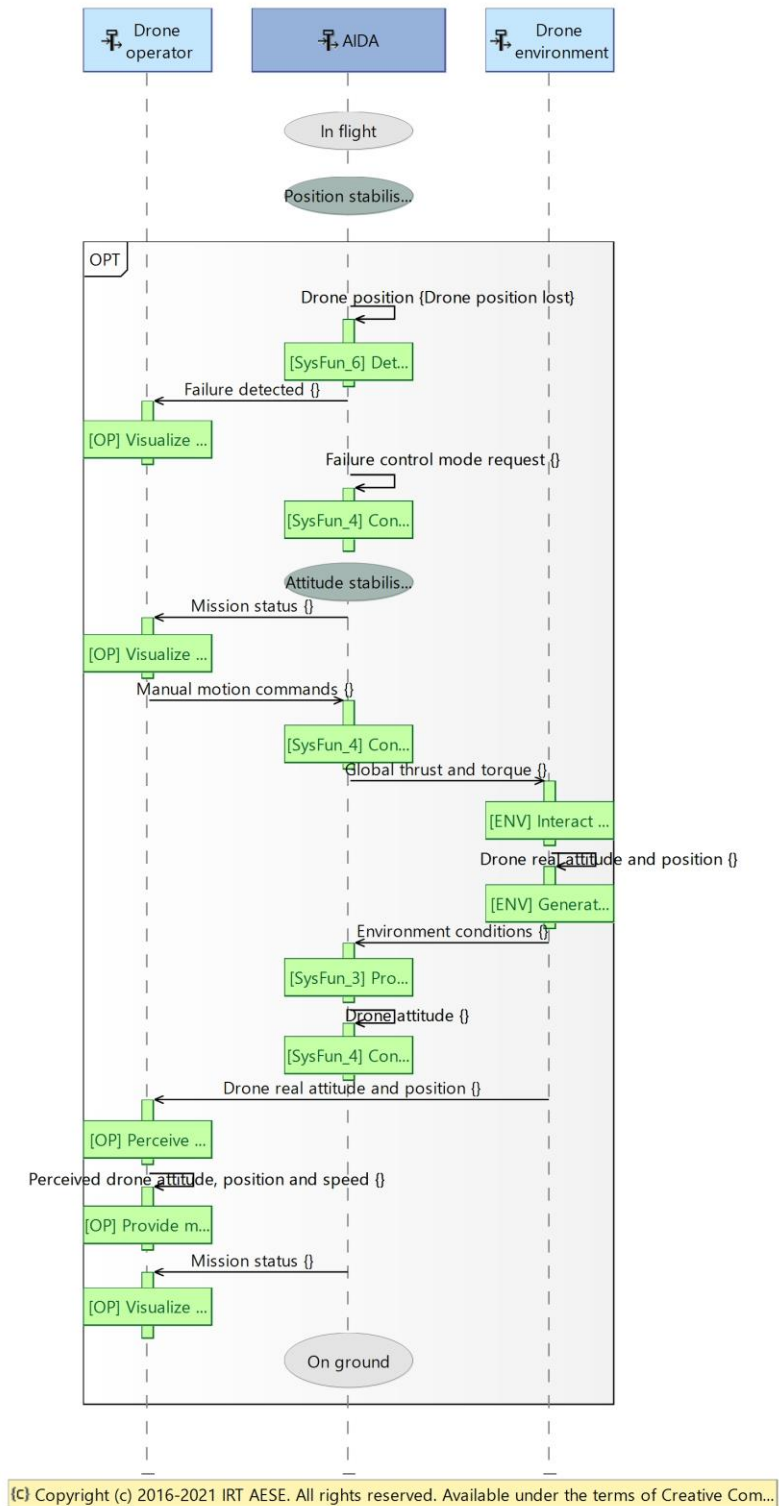 Drone
operator
AIDA
Drone
environment
In flight
Position stabilis...
OPT
Drone position {Drone position lost}
[SysFun_6] Det...
Failure detected {}
[OP] Visualize ...
Failure control mode request {}
[SysFun_4] Con...
Attitude stabilis...
Mission status {}
[OP] Visualize ...
Manual motion commands {}
[SysFun_4] Con...
Global thrust and torque {}
[ENV] Interact ...
Drone real attitude and position {}
[ENV] Generat...
Environment conditions {}
[SysFun_3] Pro...
Drone attitude {}
[SysFun_4] Con...
Drone real attitude and position {}
[OP] Perceive ...
Perceived drone attitude, position and speed {}
[OP] Provide m...
Mission status {}
[OP] Visualize ...
On ground
{c} Copyright (c) 2016-2021 IRT AESE. All rights reserved. Available under the terms of Creative Com...